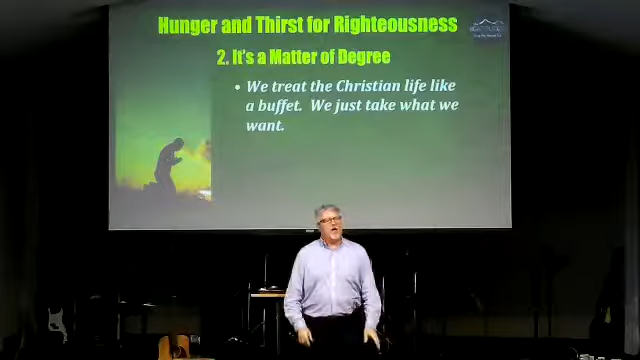 Hunger and Thirst for Righteousness
2. It's a Matter of Degree
• We treat the Christian life like
a buffet. We just take what we
want.